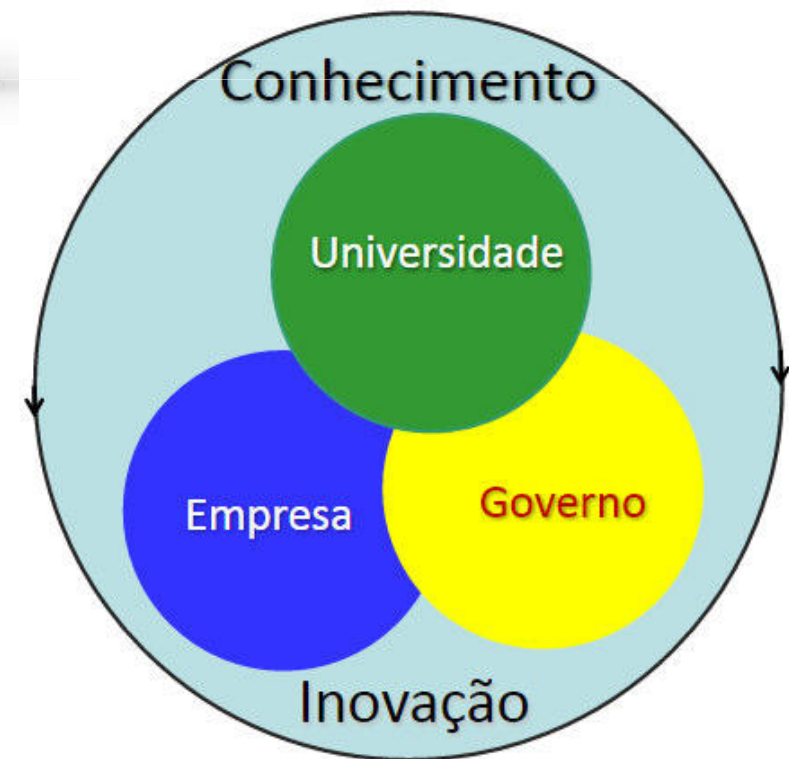 Conhecimento
Universidade
Empresa
Governo
Inovação